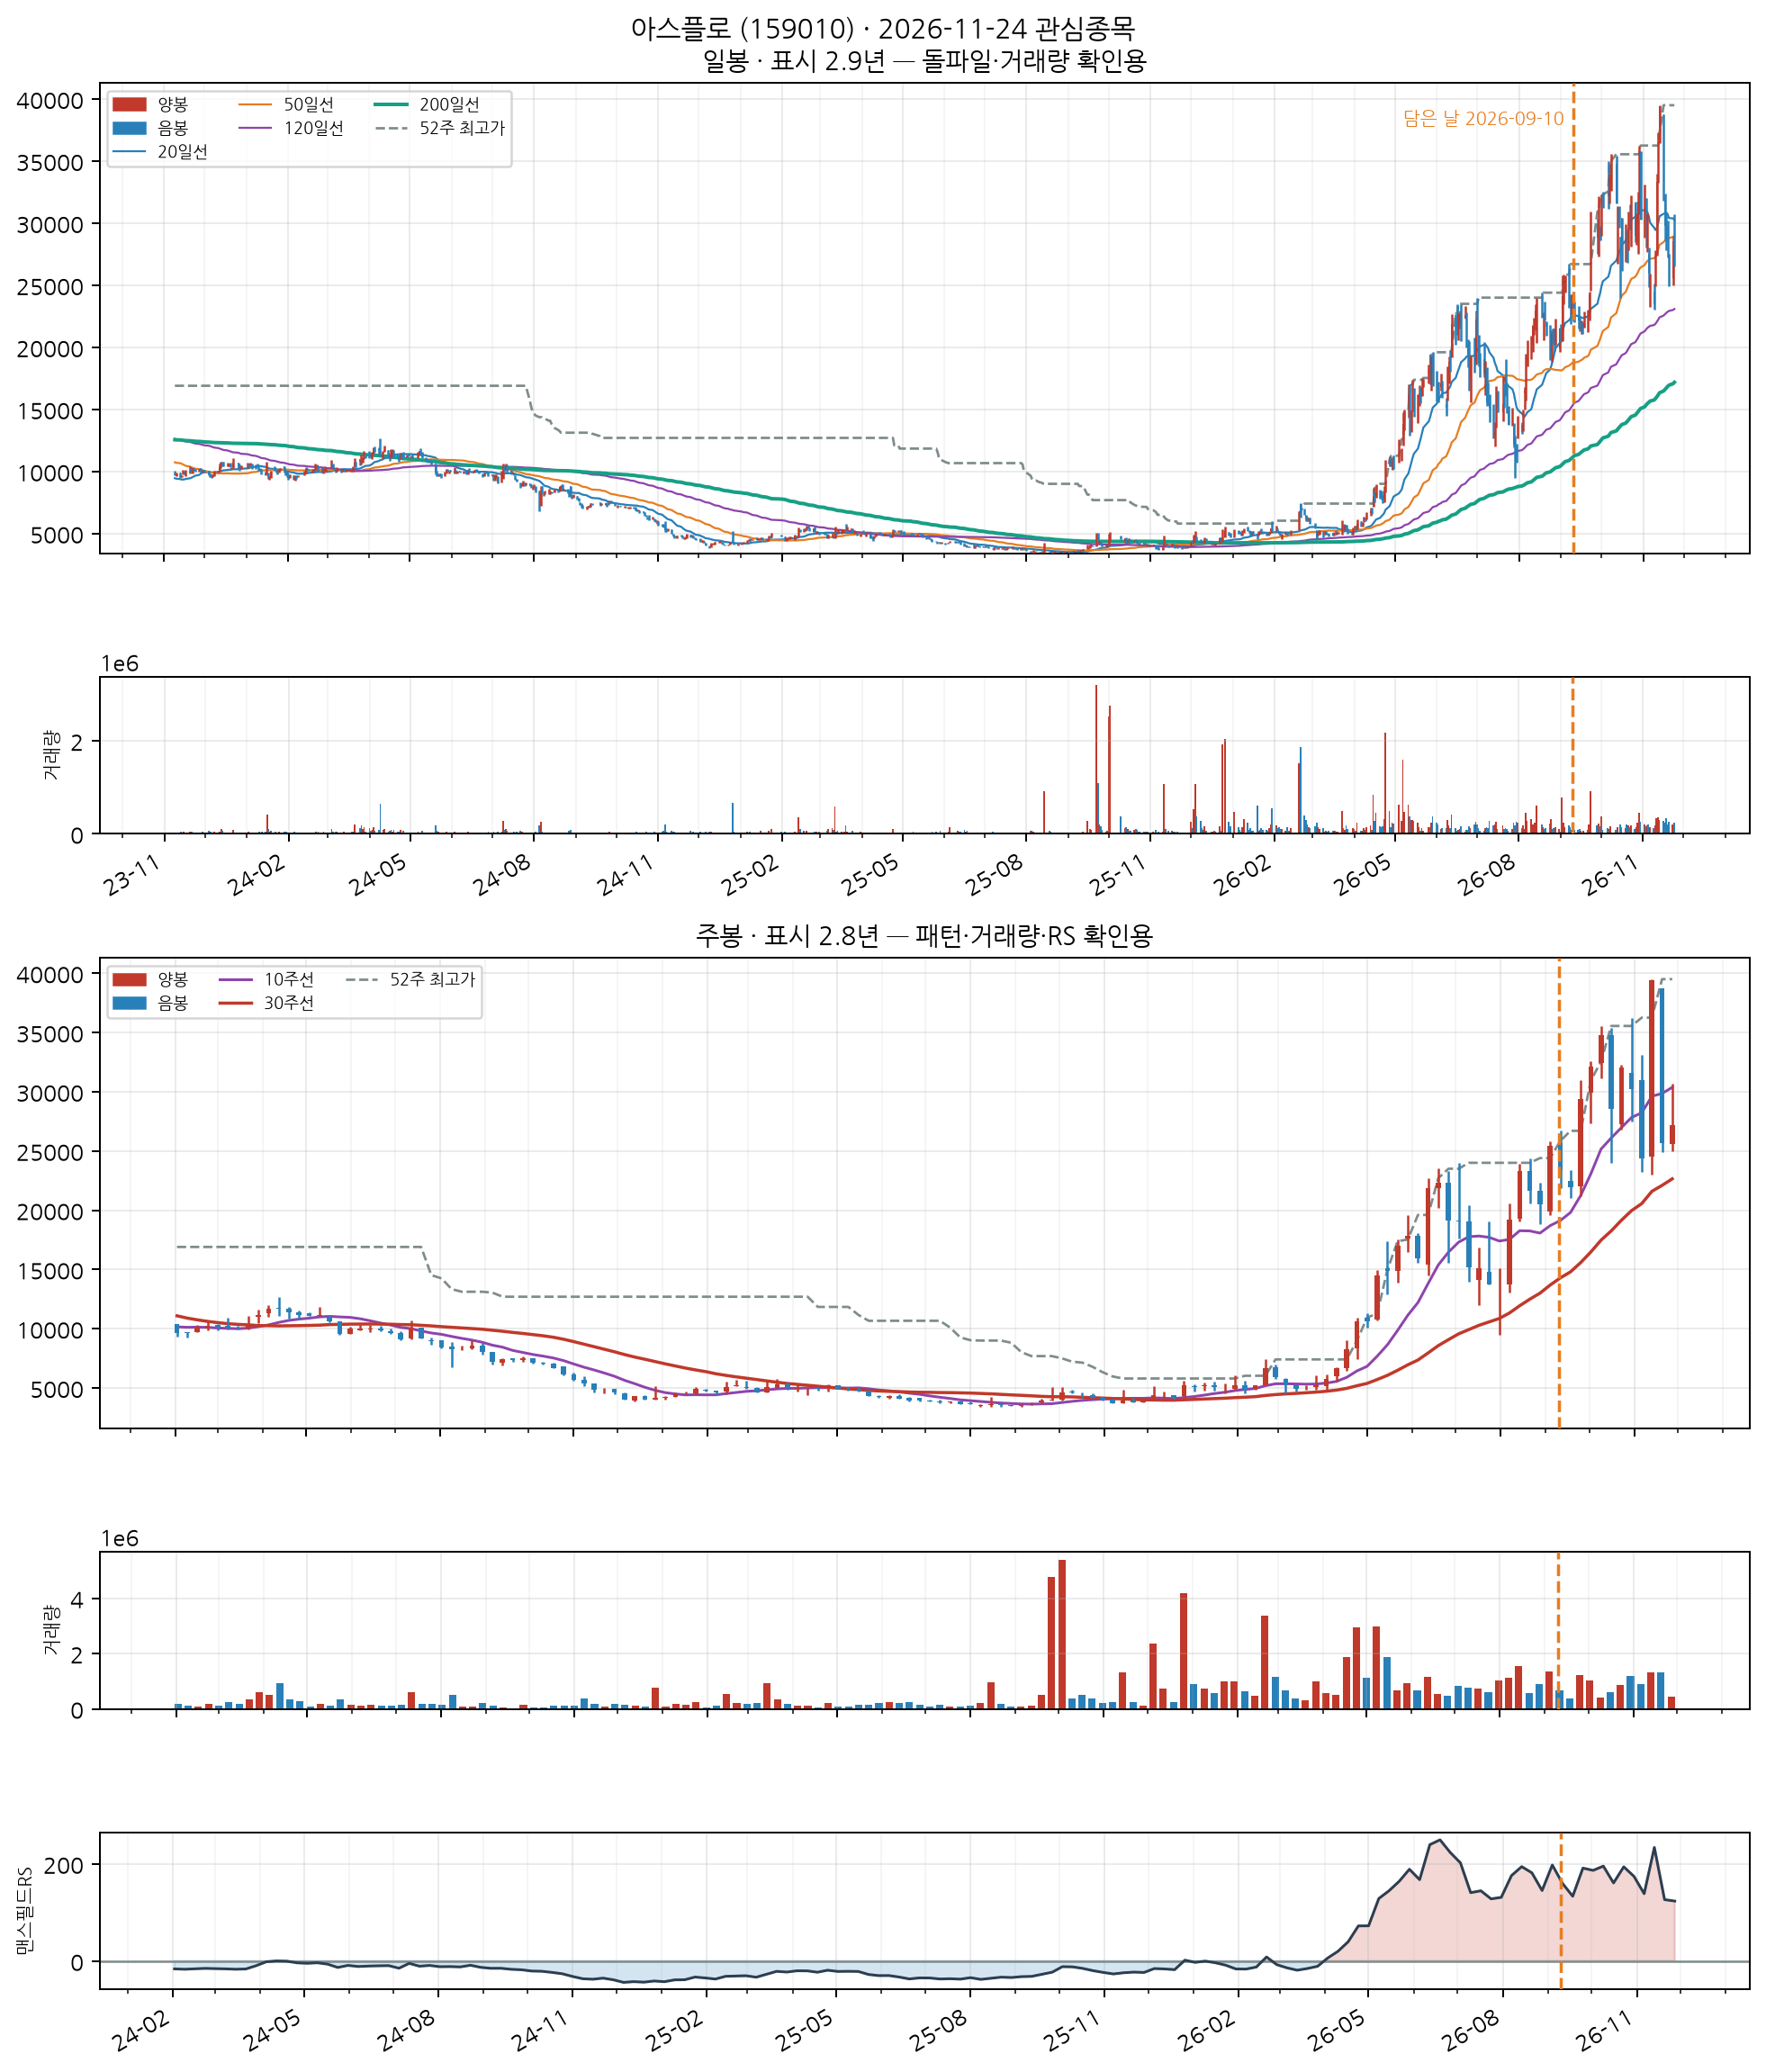 아스플로 (159010) · 2026-11-24 관심종목
일봉 · 표시 2.9년 — 돌파일·거래량 확인용
양봉
음봉
20일선
50일선
120일선
200일선
52주 최고가
담은 날 2026-09-10
40000
35000
30000
25000
20000
15000
10000
5000
1e6
거래량
2
0
23-11
24-02
24-05
24-08
24-11
25-02
25-05
25-08
25-11
26-02
26-05
26-08
26-11
주봉 · 표시 2.8년 — 패턴·거래량·RS 확인용
양봉
음봉
10주선
30주선
52주 최고가
40000
35000
30000
25000
20000
15000
10000
5000
1e6
거래량
4
2
0
맨스필드RS
200
0
24-02
24-05
24-08
24-11
25-02
25-05
25-08
25-11
26-02
26-05
26-08
26-11